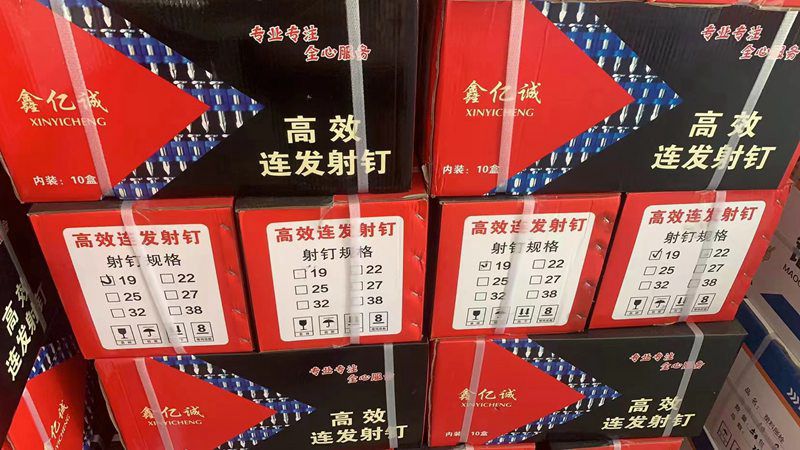 专业专注
全心服务
鑫亿诚
XINYICHENG
高效
连发射钉
内装：10盒
专业专注
全心服务
鑫亿诚
XINYICHENG
高效
连发射钉
内装：10盒
高效连发射钉
射钉规格
19 22
25 27
32 38
8
高效连发射钉
射钉规格
19 22
25 27
32 38
8
高效连发射钉
射钉规格
19 22
25 27
32 38
8
高效连发射钉
射钉规格
19 22
25 27
32 38
8
高效
连发射钉
专业专注
全心服务
鑫亿诚
XINYICHENG
高效
连发射钉
专业专注
全心服务
鑫亿诚
XINYICHENG
高效
连发射钉
内装：10盒